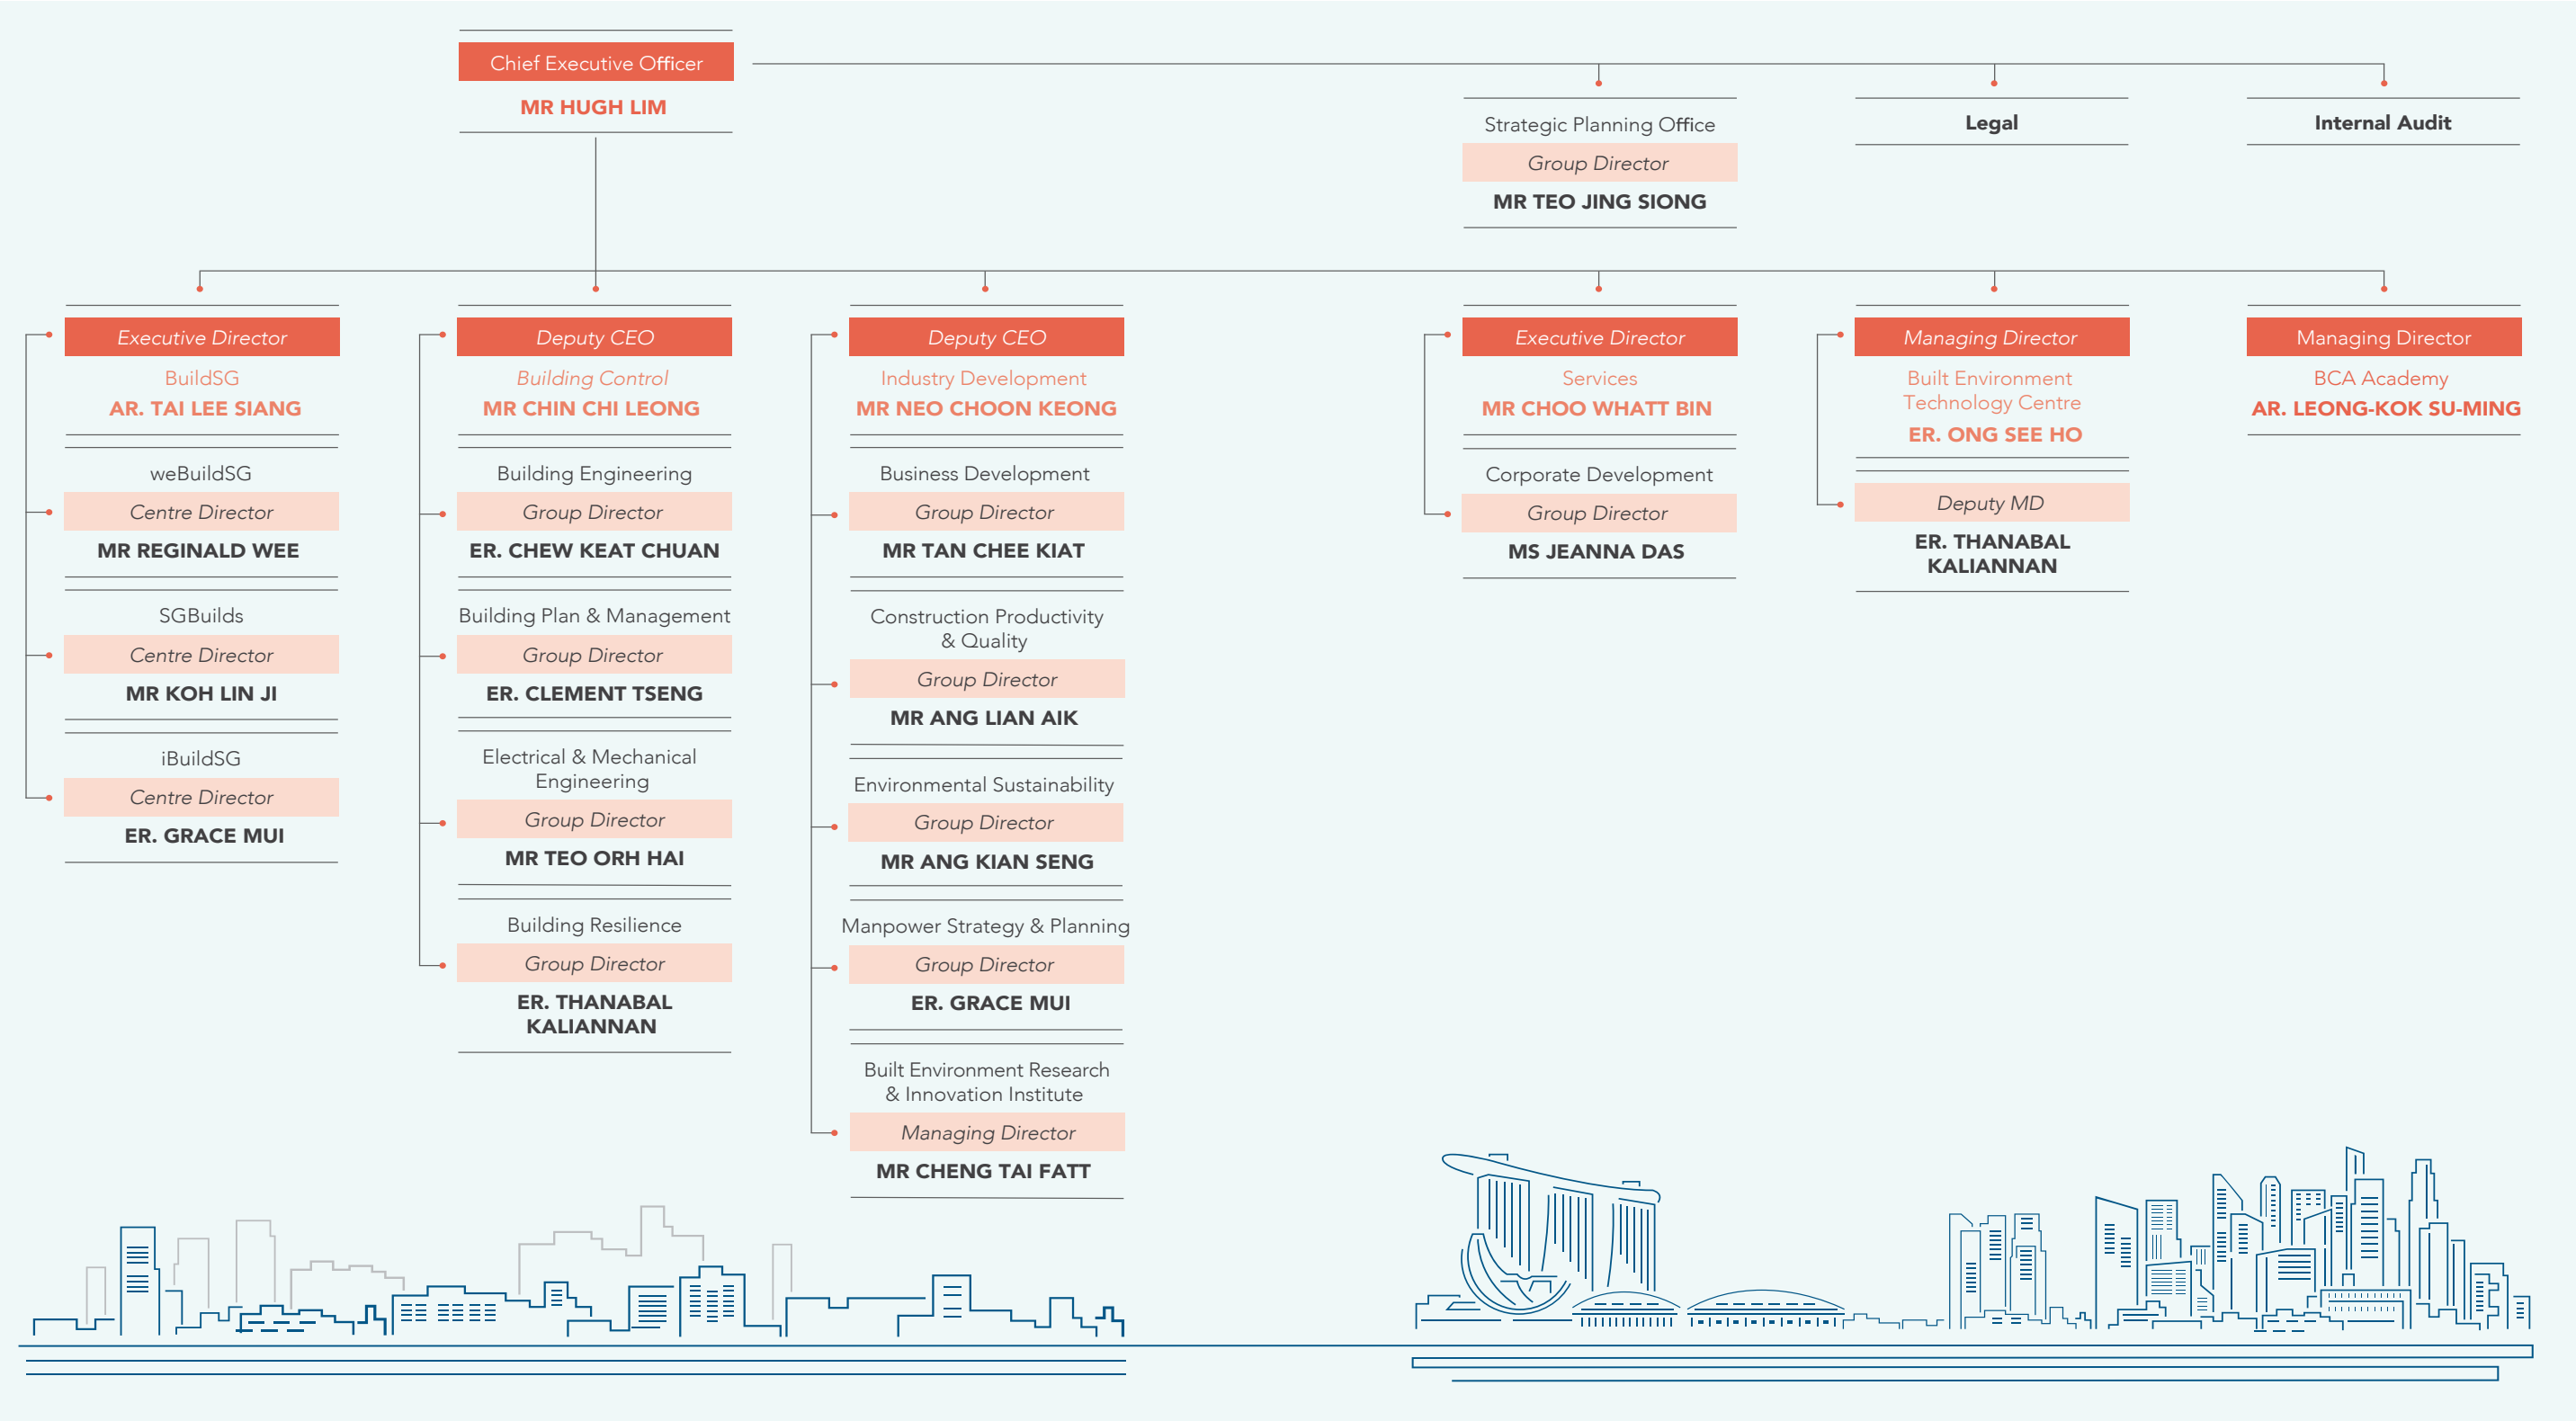 Chief Executive Officer
MR HUGH LIM
Strategic Planning Office
Group Director
MR TEO JING SIONG
Legal
Internal Audit
Executive Director
BuildSG
AR. TAI LEE SIANG
weBuildSG
Centre Director
MR REGINALD WEE
SGBuilds
Centre Director
MR KOH LIN JI
iBuildSG
Centre Director
ER. GRACE MUI
Deputy CEO
Building Control
MR CHIN CHI LEONG
Building Engineering
Group Director
ER. CHEW KEAT CHUAN
Building Plan & Management
Group Director
ER. CLEMENT TSENG
Electrical & Mechanical
Engineering
Group Director
MR TEO ORH HAI
Building Resilience
Group Director
ER. THANABAL
KALIANNAN
Deputy CEO
Industry Development
MR NEO CHOON KEONG
Business Development
Group Director
MR TAN CHEE KIAT
Construction Productivity
& Quality
Group Director
MR ANG LIAN AIK
Environmental Sustainability
Group Director
MR ANG KIAN SENG
Manpower Strategy & Planning
Group Director
ER. GRACE MUI
Built Environment Research
& Innovation Institute
Managing Director
MR CHENG TAI FATT
Executive Director
Services
MR CHOO WHATT BIN
Corporate Development
Group Director
MS JEANNA DAS
Managing Director
Built Environment
Technology Centre
ER. ONG SEE HO
Deputy MD
ER. THANABAL
KALIANNAN
Managing Director
BCA Academy
AR. LEONG-KOK SU-MING